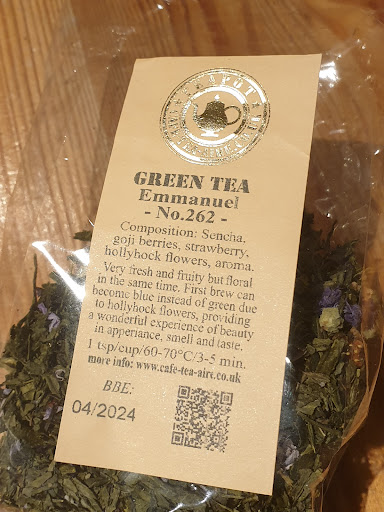 GREEN TEA
Emmanuel
- No.262 -
Composition: Sencha,
goji berries, strawberry,
hollyhock flowers, aroma.
Very fresh and fruity but floral
in the same time. First brew can
become blue instead of green due
to hollyhock flowers, providing
a wonderful experience of beauty
in apperiance, smell and taste.
1 tsp/cup/60-70°C/3-5 min.
more info: www.cafe-tea-aire.co.uk
BBE:
04/2024